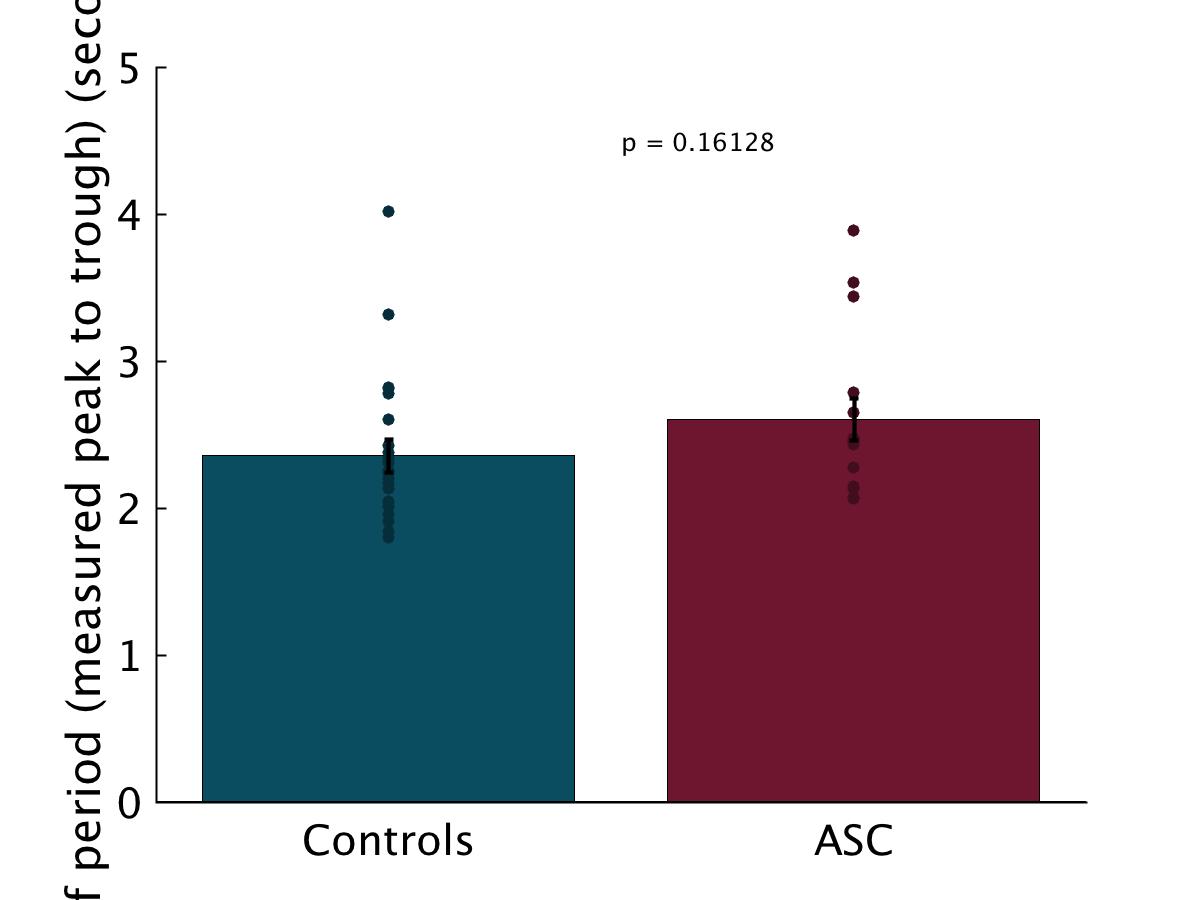 f period (measured peak to trough) (seco
5
4
3
2
1
0
p = 0.16128
Controls
ASC